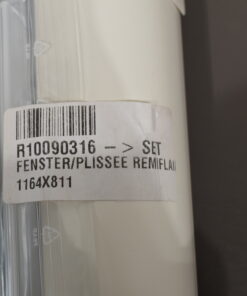 R10090316 -> SET
FENSTER/PLISSEE REMIFLAI
1164X811